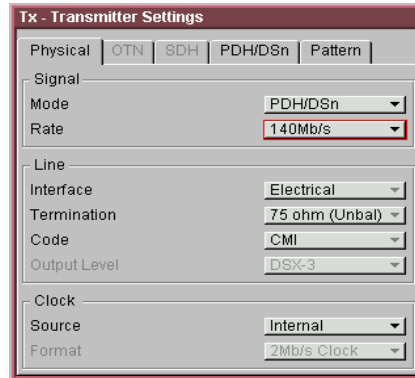 Tx - Transmitter Settings
Physical OTN SDH PDH/DSn Pattern
Signal
Mode PDH/DSn
Rate 140Mb/s
Line
Interface Electrical
Termination 75 ohm (Unbal)
Code CMI
Output Level DSX-3
Clock
Source Internal
Format 2Mb/s Clock